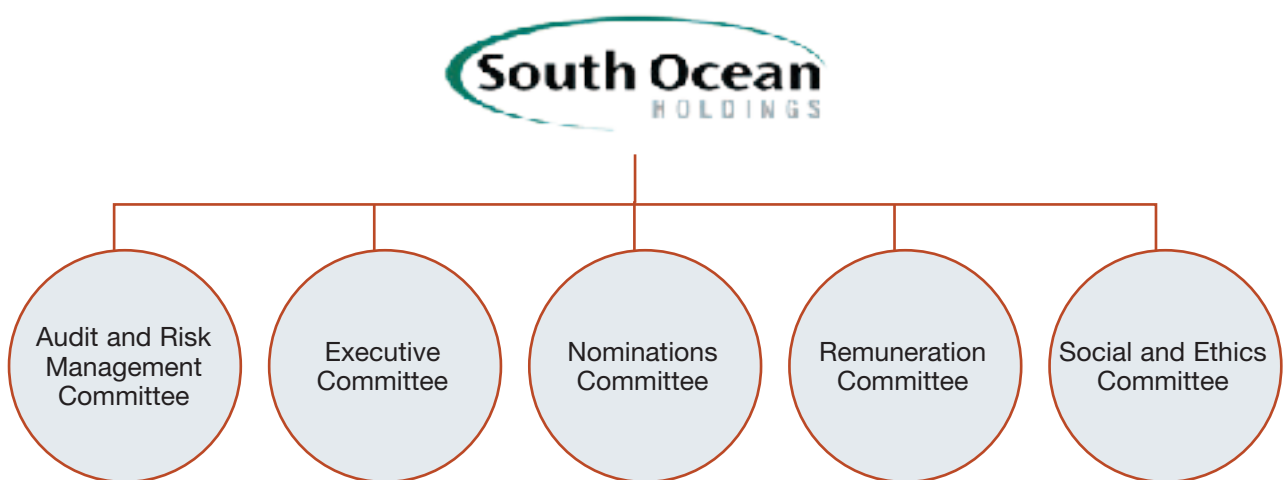 South Ocean
HOLDINGS
Audit and Risk
Management
Committee
Executive
Committee
Nominations
Committee
Remuneration
Committee
Social and Ethics
Committee